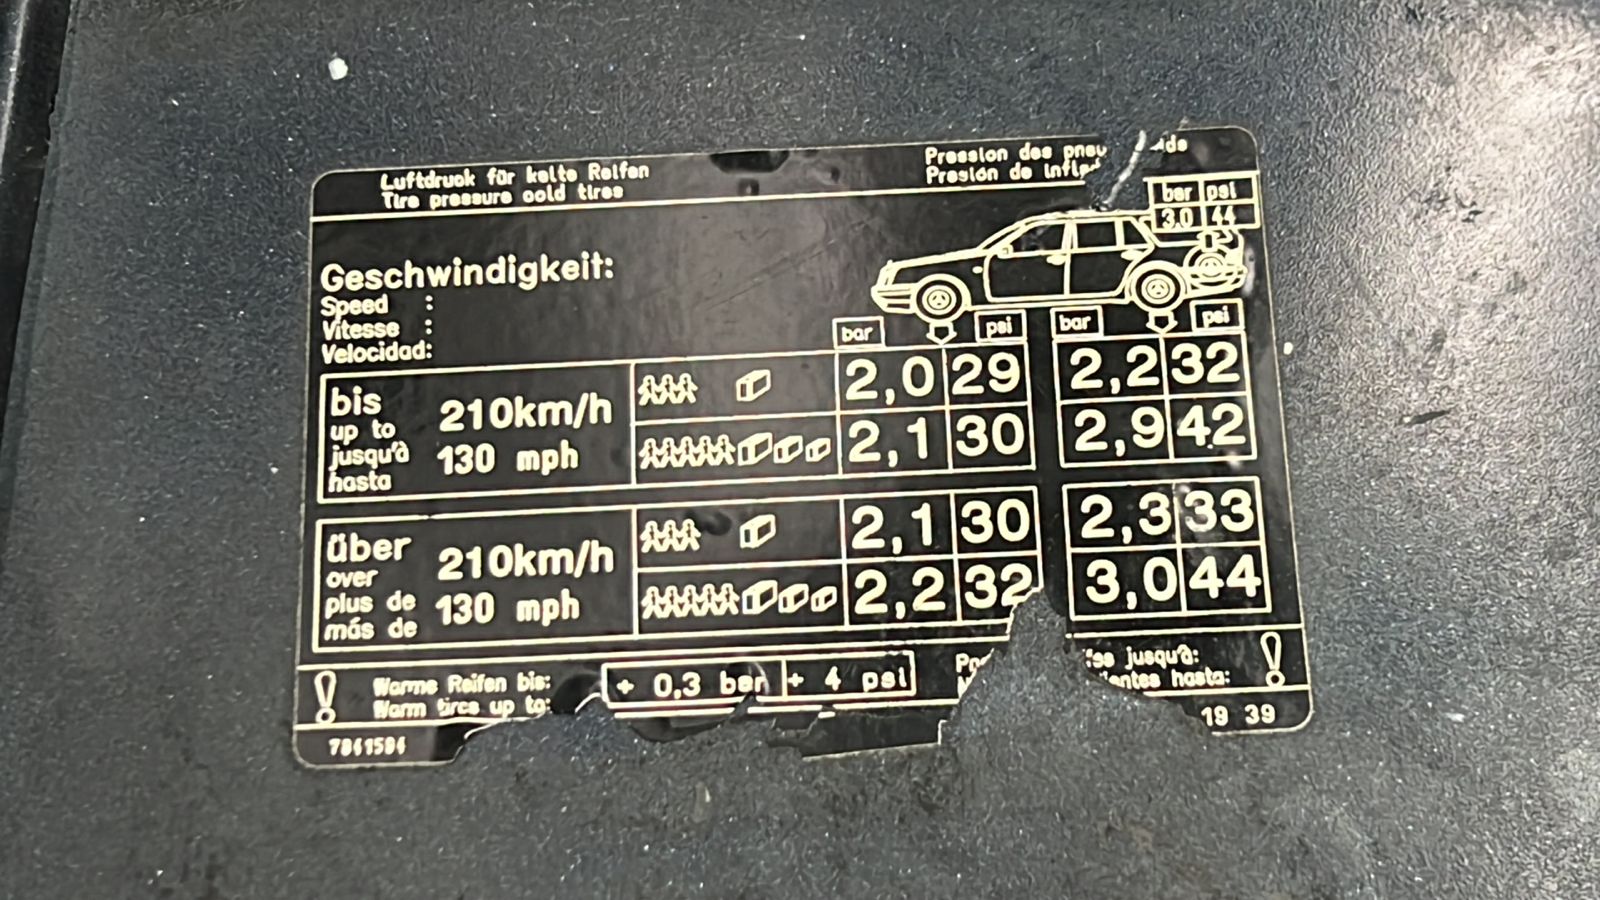 Luftdruck für kalte Reifen
Tire pressure cold tires
Pression des pneu
Presión de
bar psi
3.0 44
Geschwindigkeit:
Speed :
Vitesse :
Velocidad:
bar psi bar psi
bis 210km/h
up to
jusqu'à 130 mph
hasta
2,0 29 2,2 32
2,1 30 2,9 42
über 210km/h
over
plus de 130 mph
más de
2,1 30 2,3 33
2,2 32 3,0 44
Warme Reifen bis:
Warm tires up to:
+ 0,3 bar + 4 psi
jusqu'à:
hasta:
7841584
19 39